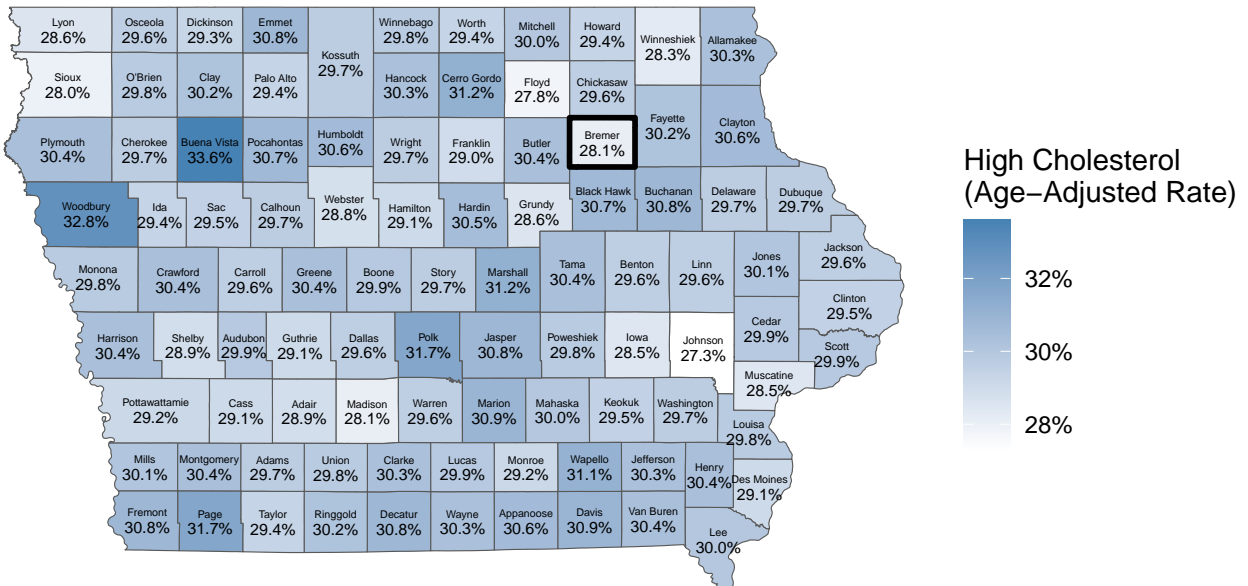 Lyon
28.6%
Osceola
29.6%
Dickinson
29.3%
Emmet
30.8%
Kossuth
29.7%
Winnebago
29.8%
Worth
29.4%
Mitchell
30.0%
Howard
29.4%
Winneshiek
28.3%
Allamakee
30.3%
Sioux
28.0%
O'Brien
29.8%
Clay
30.2%
Palo Alto
29.4%
Hancock
30.3%
Cerro Gordo
31.2%
Floyd
27.8%
Chickasaw
29.6%
Plymouth
30.4%
Cherokee
29.7%
Buena Vista
33.6%
Pocahontas
30.7%
Humboldt
30.6%
Wright
29.7%
Franklin
29.0%
Butler
30.4%
Bremer
28.1%
Fayette
30.2%
Clayton
30.6%
Woodbury
32.8%
Ida
29.4%
Sac
29.5%
Calhoun
29.7%
Webster
28.8%
Hamilton
29.1%
Hardin
30.5%
Grundy
28.6%
Black Hawk
30.7%
Buchanan
30.8%
Delaware
29.7%
Dubuque
29.7%
Monona
29.8%
Crawford
30.4%
Carroll
29.6%
Greene
30.4%
Boone
29.9%
Story
29.7%
Marshall
31.2%
Tama
30.4%
Benton
29.6%
Linn
29.6%
Jones
30.1%
Jackson
29.6%
Clinton
29.5%
Harrison
30.4%
Shelby
28.9%
Audubon
29.9%
Guthrie
29.1%
Dallas
29.6%
Polk
31.7%
Jasper
30.8%
Poweshiek
29.8%
Iowa
28.5%
Johnson
27.3%
Cedar
29.9%
Scott
29.9%
Muscatine
28.5%
Pottawattamie
29.2%
Cass
29.1%
Adair
28.9%
Madison
28.1%
Warren
29.6%
Marion
30.9%
Mahaska
30.0%
Keokuk
29.5%
Washington
29.7%
Louisa
29.8%
Mills
30.1%
Montgomery
30.4%
Adams
29.7%
Union
29.8%
Clarke
30.3%
Lucas
29.9%
Monroe
29.2%
Wapello
31.1%
Jefferson
30.3%
Henry
30.4%
Des Moines
29.1%
Fremont
30.8%
Page
31.7%
Taylor
29.4%
Ringgold
30.2%
Decatur
30.8%
Wayne
30.3%
Appanoose
30.6%
Davis
30.9%
Van Buren
30.4%
Lee
30.0%
High Cholesterol
(Age−Adjusted Rate)
32%
30%
28%